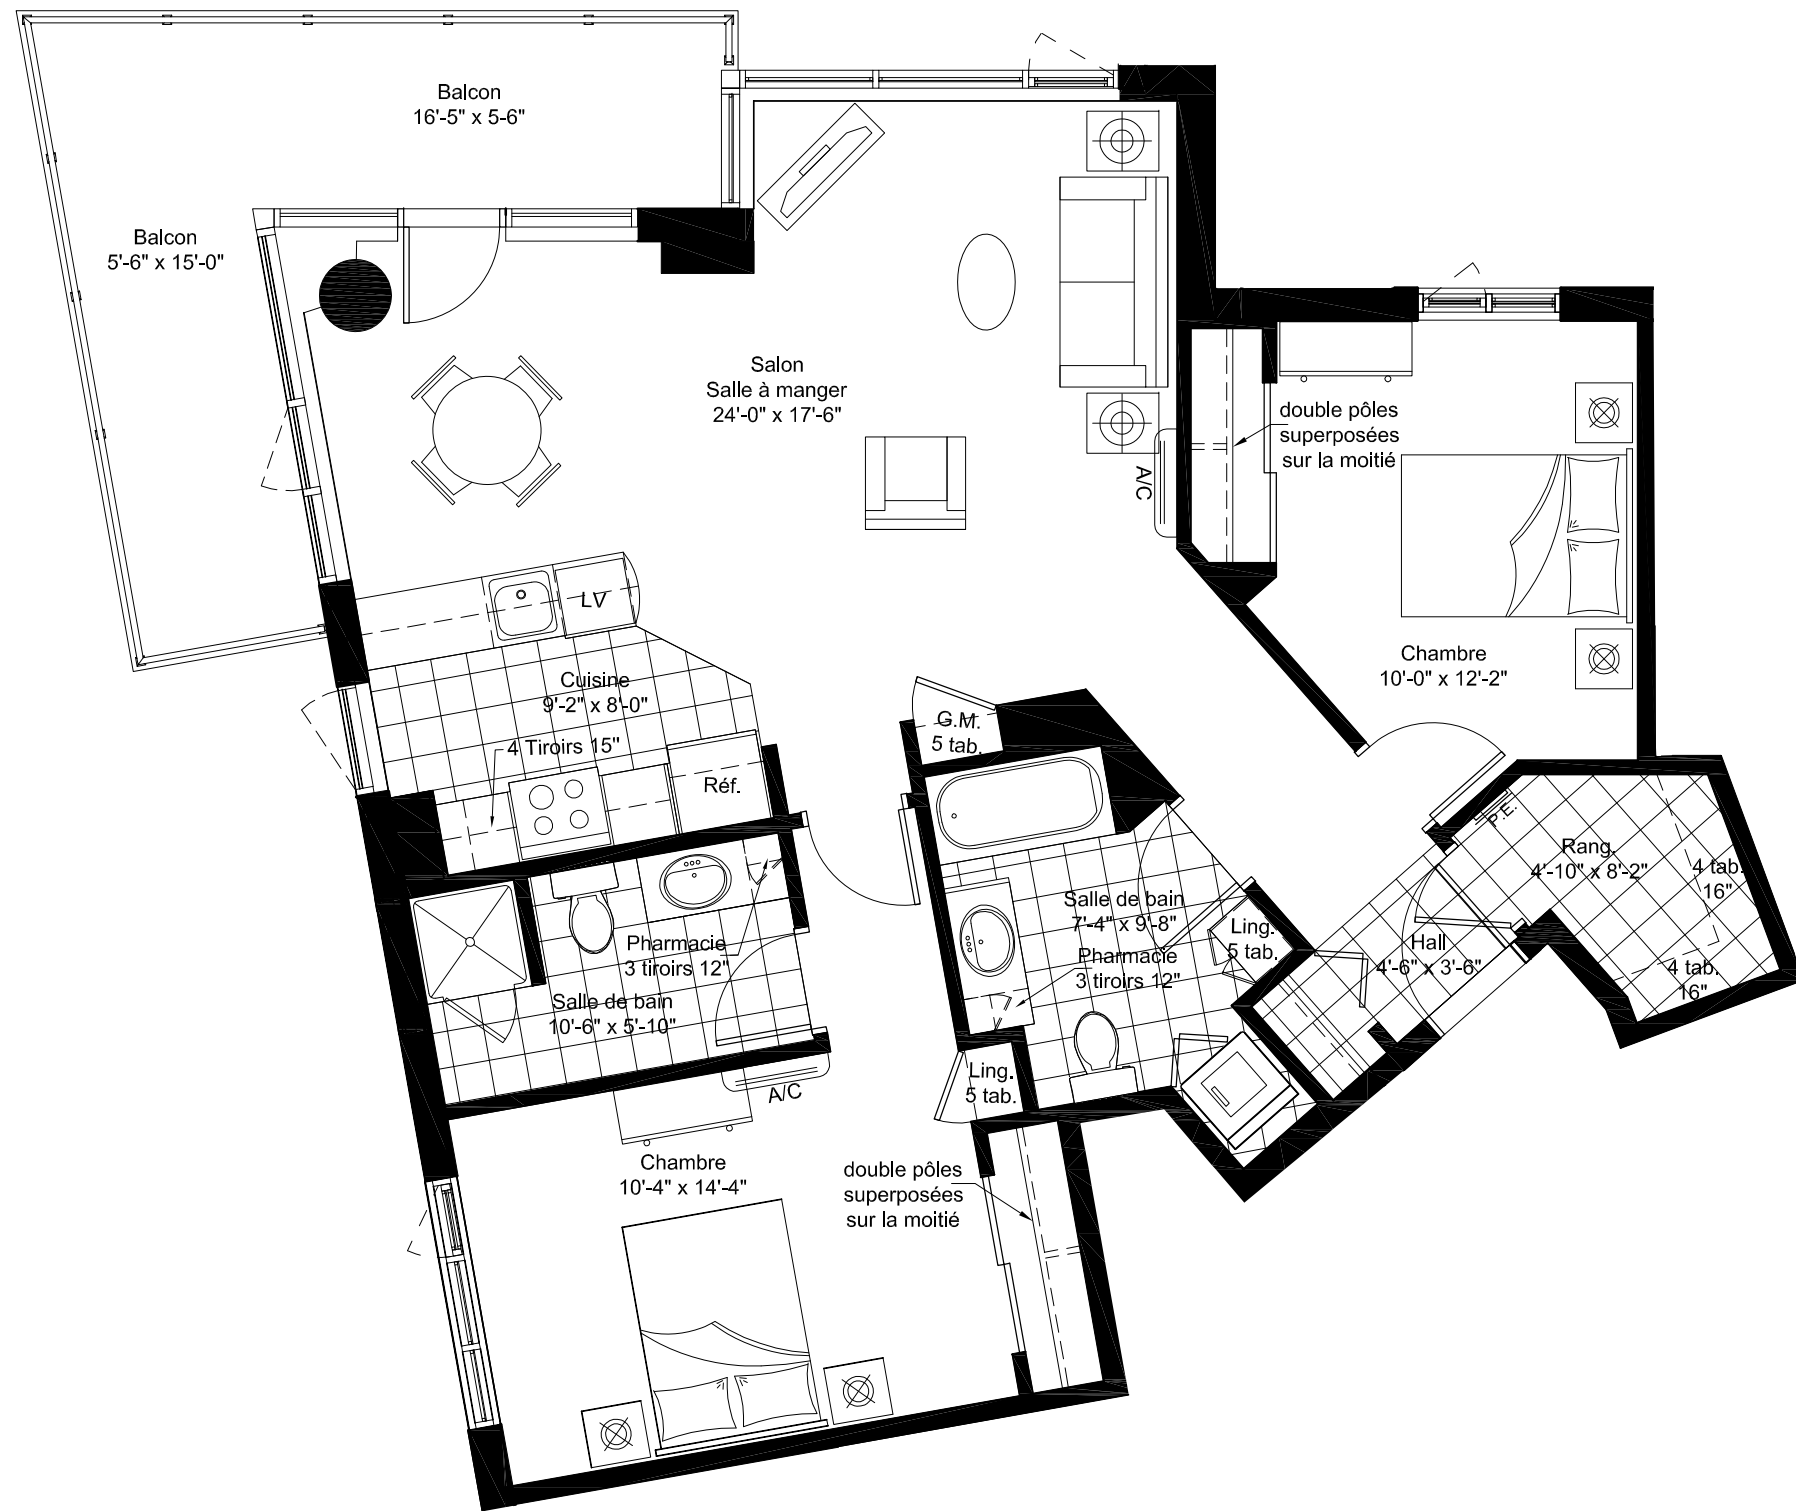 Balcon
16'-5" x 5-6"
Balcon
5'-6" x 15'-0"
Salon
Salle à manger
24'-0" x 17'-6"
double pôles
superposées
sur la moitié
A/C
LV
Cuisine
9'-2" x 8'-0"
4 Tiroirs 15"
Réf.
G.M.
5 tab.
Chambre
10'-0" x 12'-2"
P.E.
Rang.
4'-10" x 8'-2"
4 tab.
16"
4 tab.
16"
Hall
4'-6" x 3'-6"
Salle de bain
7'-4" x 9'-8"
Ling.
5 tab.
Pharmacie
3 tiroirs 12"
Pharmacie
3 tiroirs 12"
Salle de bain
10'-6" x 5'-10"
Ling.
5 tab.
A/C
Chambre
10'-4" x 14'-4"
double pôles
superposées
sur la moitié